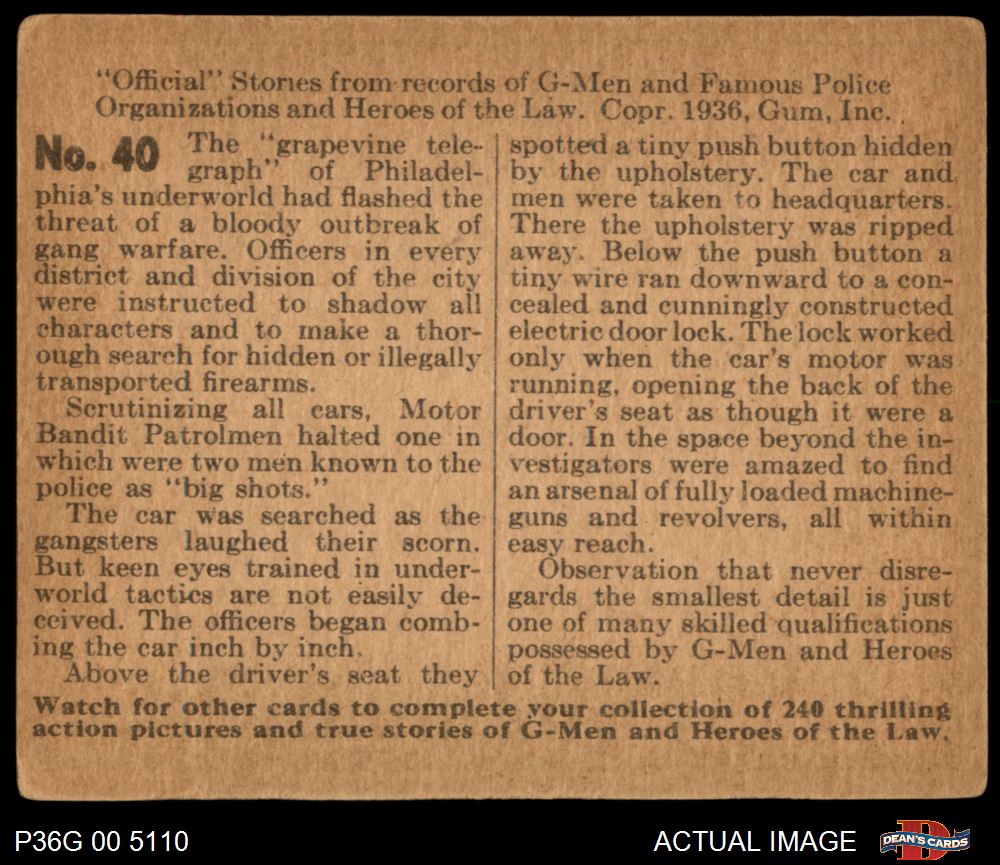 "Official" Stories from records of G-Men and Famous Police
Organizations and Heroes of the Law. Copr. 1936, Gum, Inc.
No. 40
The "grapevine tele-
graph" of Philadel-
phia's underworld had flashed the
threat of a bloody outbreak of
gang warfare. Officers in every
district and division of the city
were instructed to shadow all
characters and to make a thor-
ough search for hidden or illegally
transported firearms.
Scrutinizing all cars, Motor
Bandit Patrolmen halted one in
which were two men known to the
police as "big shots."
The car was searched as the
gangsters laughed their scorn.
But keen eyes trained in under-
world tactics are not easily de-
ceived. The officers began comb-
ing the car inch by inch.
Above the driver's seat they
spotted a tiny push button hidden
by the upholstery. The car and
men were taken to headquarters.
There the upholstery was ripped
away. Below the push button a
tiny wire ran downward to a con-
cealed and cunningly constructed
electric door lock. The lock worked
only when the car's motor was
running, opening the back of the
driver's seat as though it were a
door. In the space beyond the in-
vestigators were amazed to find
an arsenal of fully loaded machine-
guns and revolvers, all within
easy reach.
Observation that never disre-
gards the smallest detail is just
one of many skilled qualifications
possessed by G-Men and Heroes
of the Law.
Watch for other cards to complete your collection of 240 thrilling
action pictures and true stories of G-Men and Heroes of the Law.
P36G 00 5110
ACTUAL IMAGE
DEAN'S CARDS